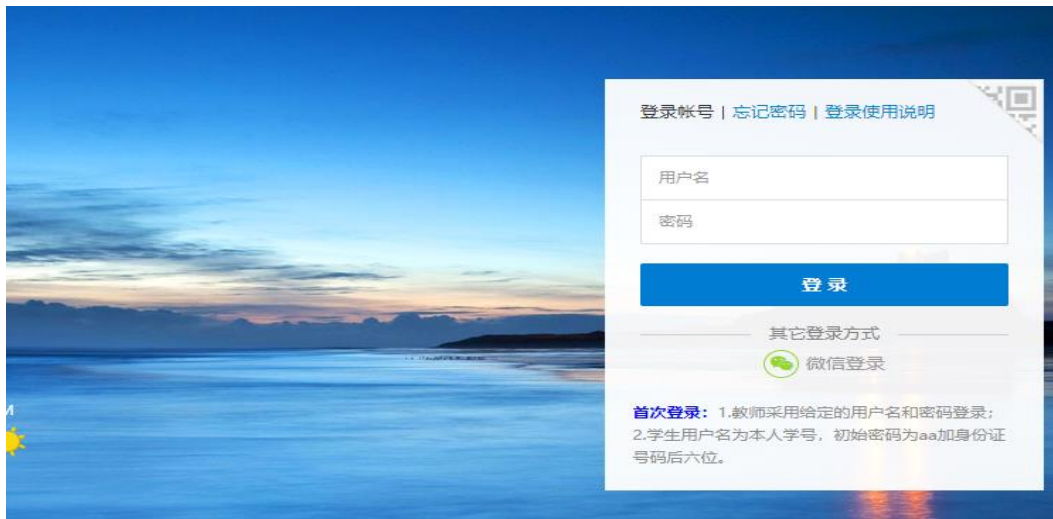 登录帐号 | 忘记密码 | 登录使用说明
用户名
密码
登 录
其它登录方式
微信登录
首次登录：1.教师采用给定的用户名和密码登录；
2.学生用户名为本人学号，初始密码为aa加身份证
号码后六位。